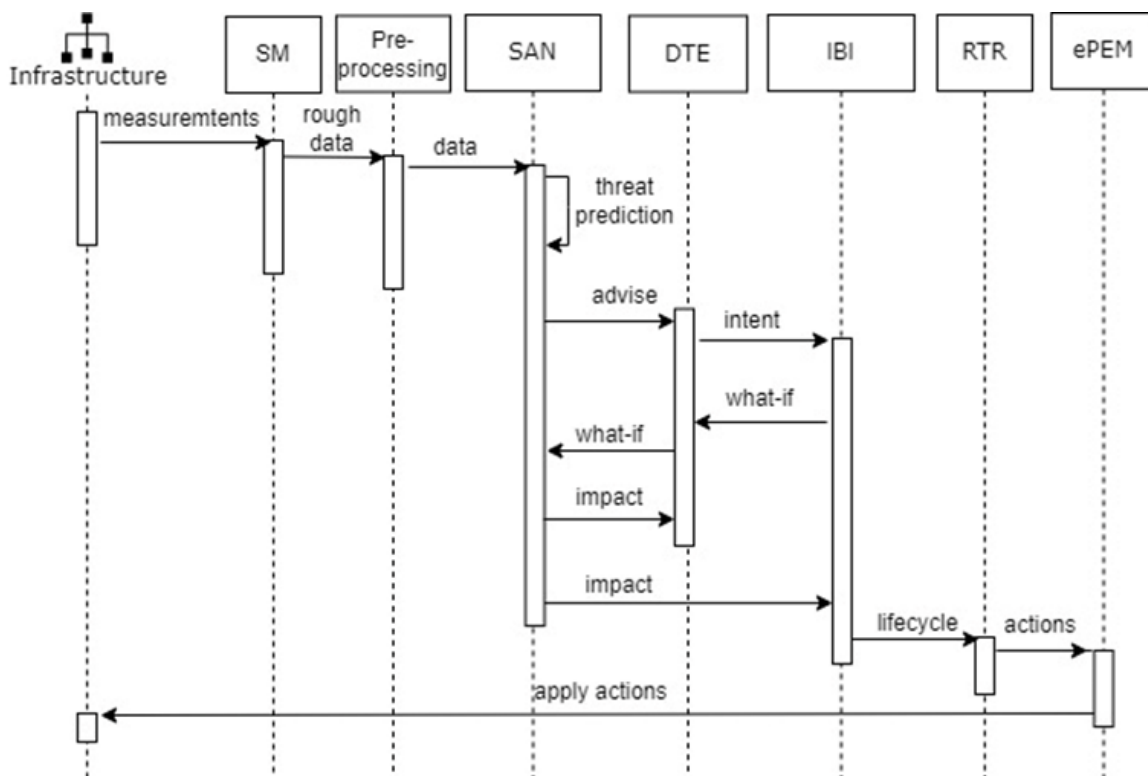 Infrastructure
SM
Pre-
processing
SAN
DTE
IBI
RTR
ePEM
measuremtents
rough
data
data
threat
prediction
advise
intent
what-if
what-if
impact
impact
lifecycle
actions
apply actions